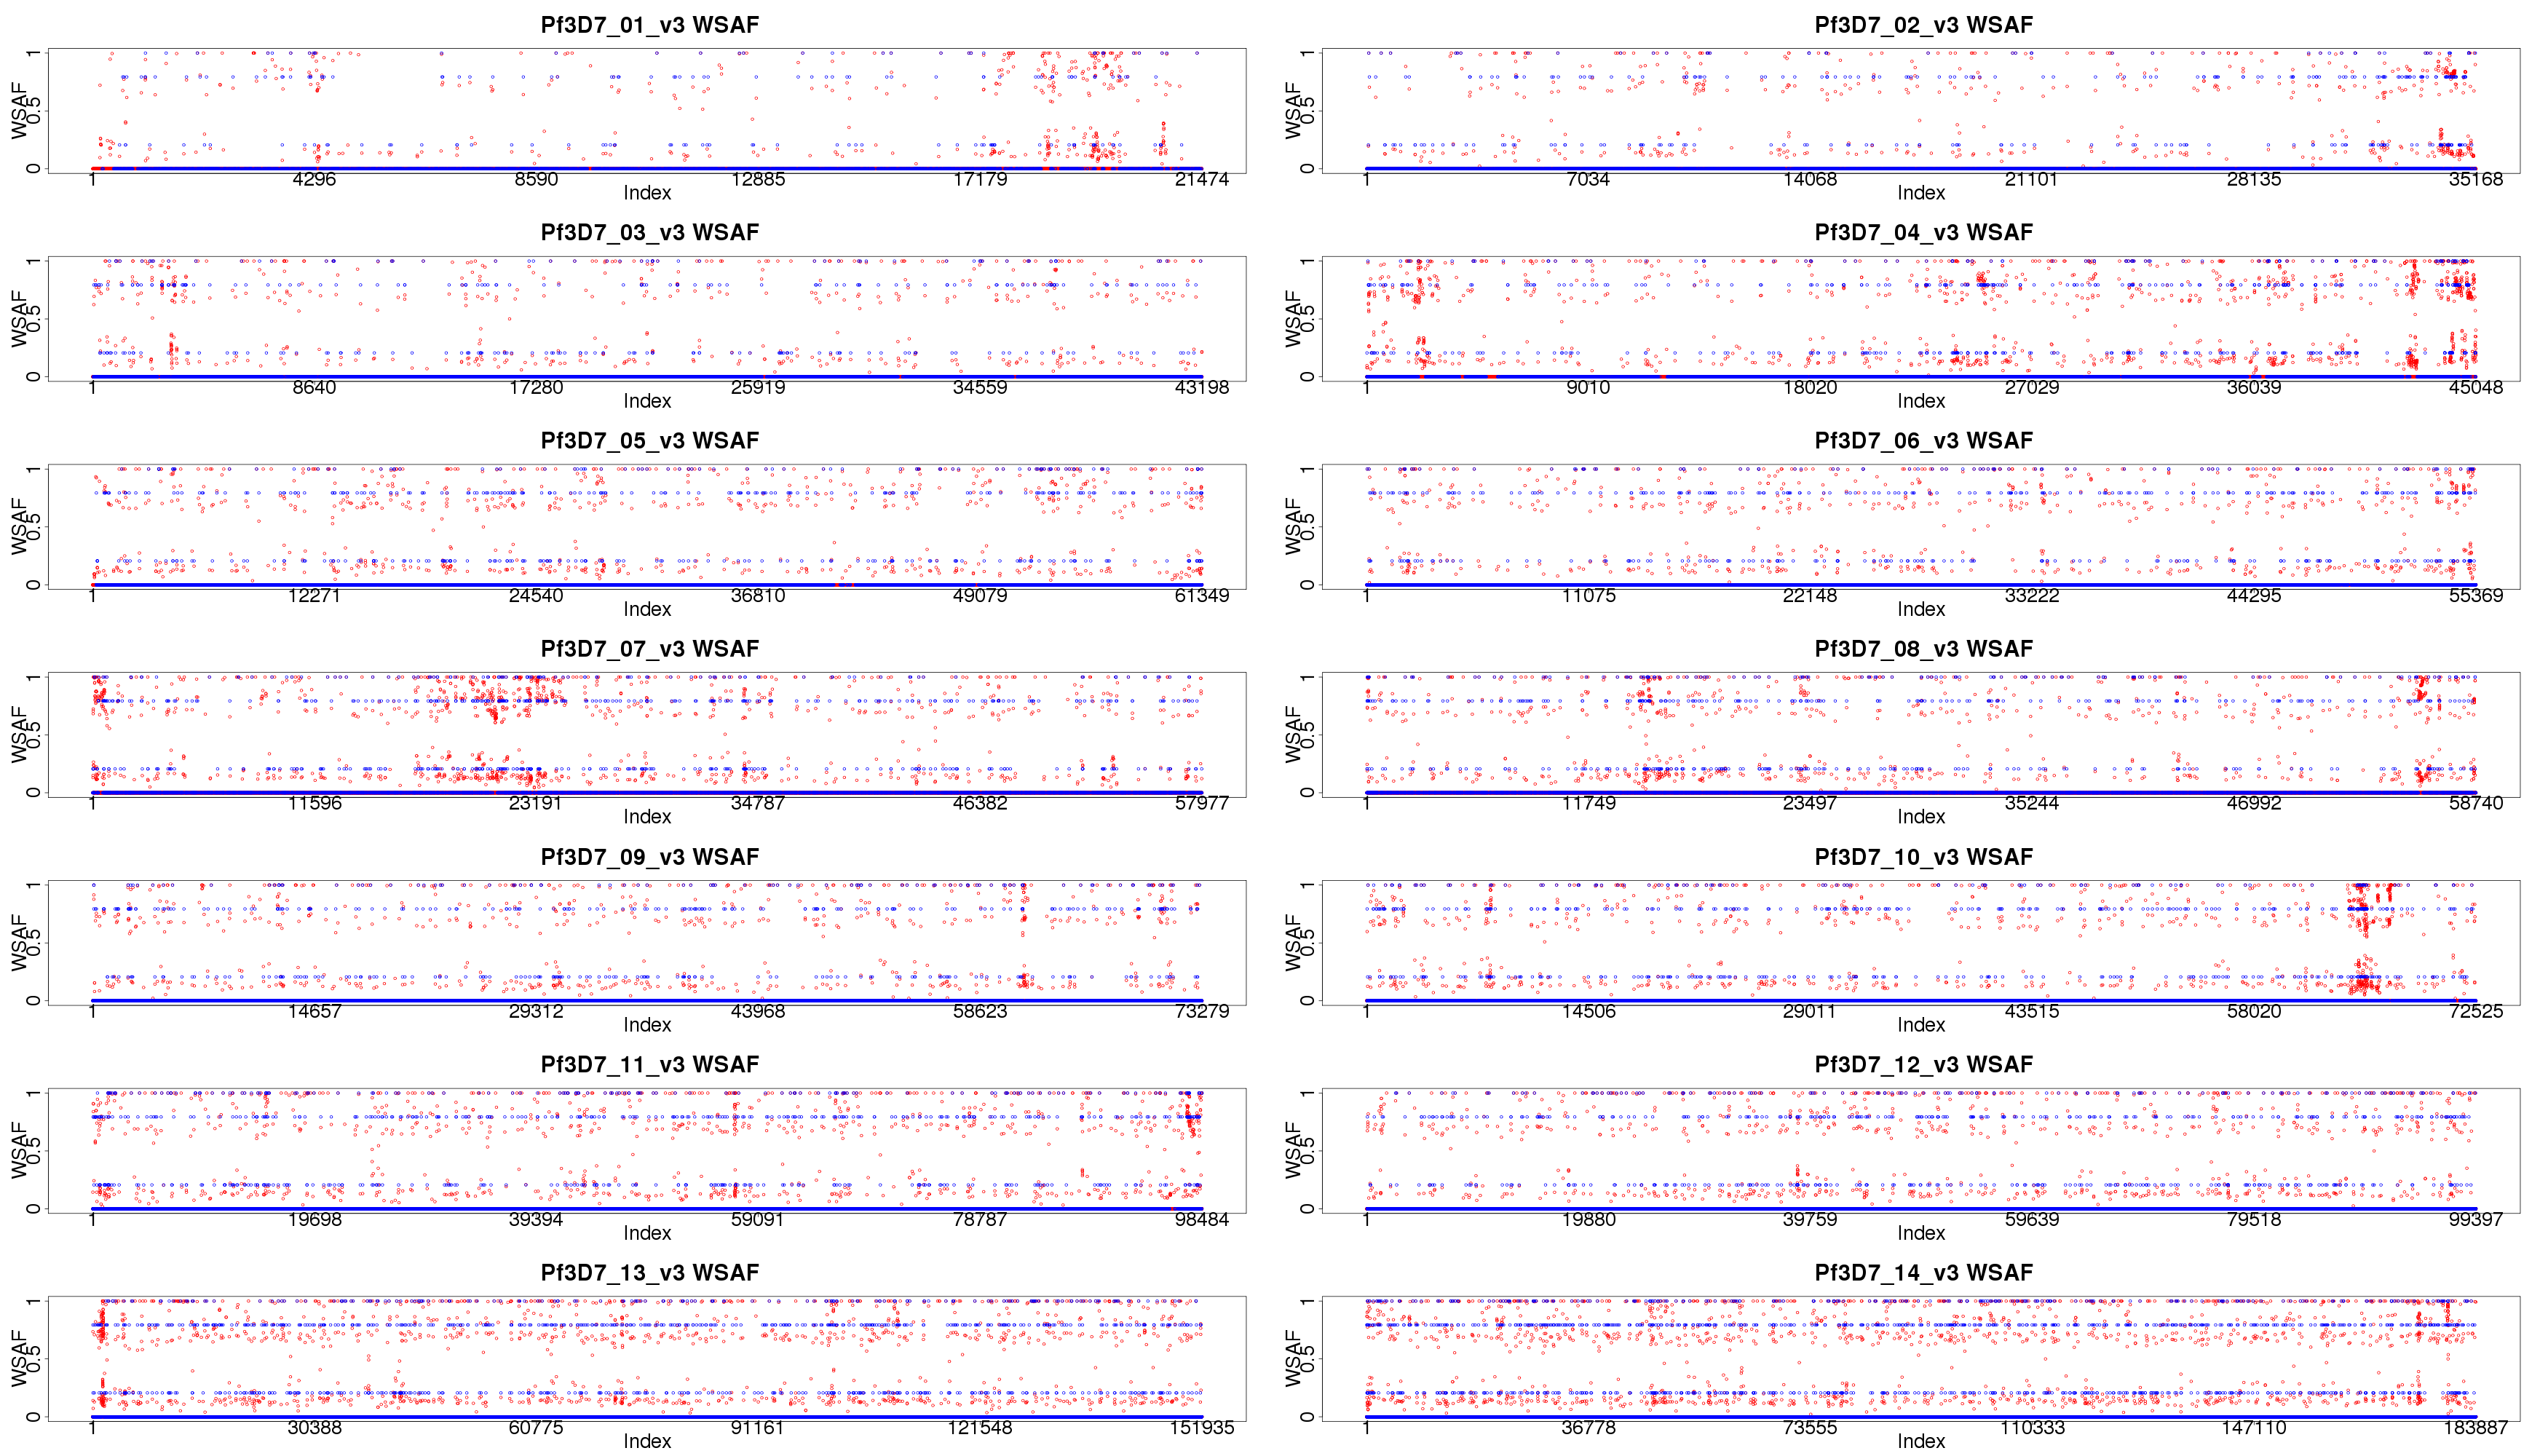 Pf3D7_01_v3 WSAF
WSAF
0 0.5 1
1 4296 8590 12885 17179 21474
Index
Pf3D7_02_v3 WSAF
WSAF
0 0.5 1
1 7034 14068 21101 28135 35168
Index
Pf3D7_03_v3 WSAF
WSAF
0 0.5 1
1 8640 17280 25919 34559 43198
Index
Pf3D7_04_v3 WSAF
WSAF
0 0.5 1
1 9010 18020 27029 36039 45048
Index
Pf3D7_05_v3 WSAF
WSAF
0 0.5 1
1 12271 24540 36810 49079 61349
Index
Pf3D7_06_v3 WSAF
WSAF
0 0.5 1
1 11075 22148 33222 44295 55369
Index
Pf3D7_07_v3 WSAF
WSAF
0 0.5 1
1 11596 23191 34787 46382 57977
Index
Pf3D7_08_v3 WSAF
WSAF
0 0.5 1
1 11749 23497 35244 46992 58740
Index
Pf3D7_09_v3 WSAF
WSAF
0 0.5 1
1 14657 29312 43968 58623 73279
Index
Pf3D7_10_v3 WSAF
WSAF
0 0.5 1
1 14506 29011 43515 58020 72525
Index
Pf3D7_11_v3 WSAF
WSAF
0 0.5 1
1 19698 39394 59091 78787 98484
Index
Pf3D7_12_v3 WSAF
WSAF
0 0.5 1
1 19880 39759 59639 79518 99397
Index
Pf3D7_13_v3 WSAF
WSAF
0 0.5 1
1 30388 60775 91161 121548 151935
Index
Pf3D7_14_v3 WSAF
WSAF
0 0.5 1
1 36778 73555 110333 147110 183887
Index